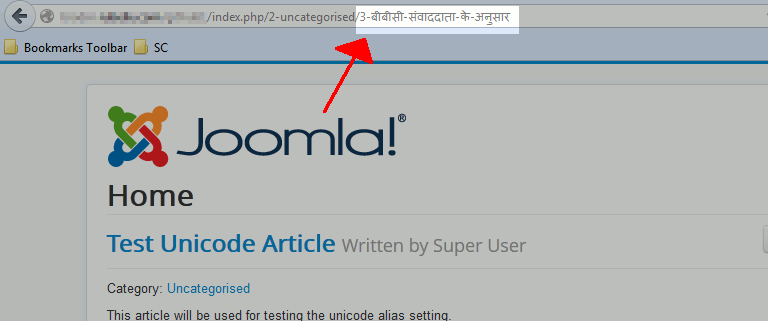 /index.php/2-uncategorised/3-बीबीसी-संवाददाता-के-अनुसार
Bookmarks Toolbar SC
Joomla!®
Home
Test Unicode Article Written by Super User
Category: Uncategorised
This article will be used for testing the unicode alias setting.